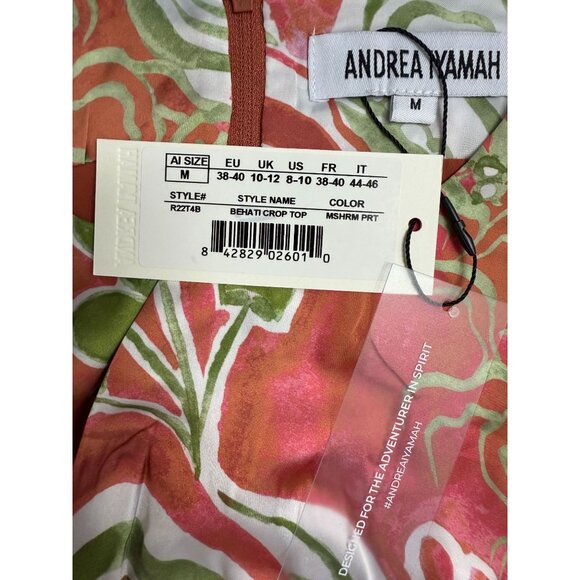 ANDREA IYAMAH
M
AI SIZE EU UK US FR IT
M 38-40 10-12 8-10 38-40 44-46
STYLE# STYLE NAME COLOR
R22T4B BEHATI CROP TOP MSHRM PRT
8 42829 02601 0
DESIGNED FOR THE ADVENTURER IN SPIRIT
#ANDREAIYAMAH